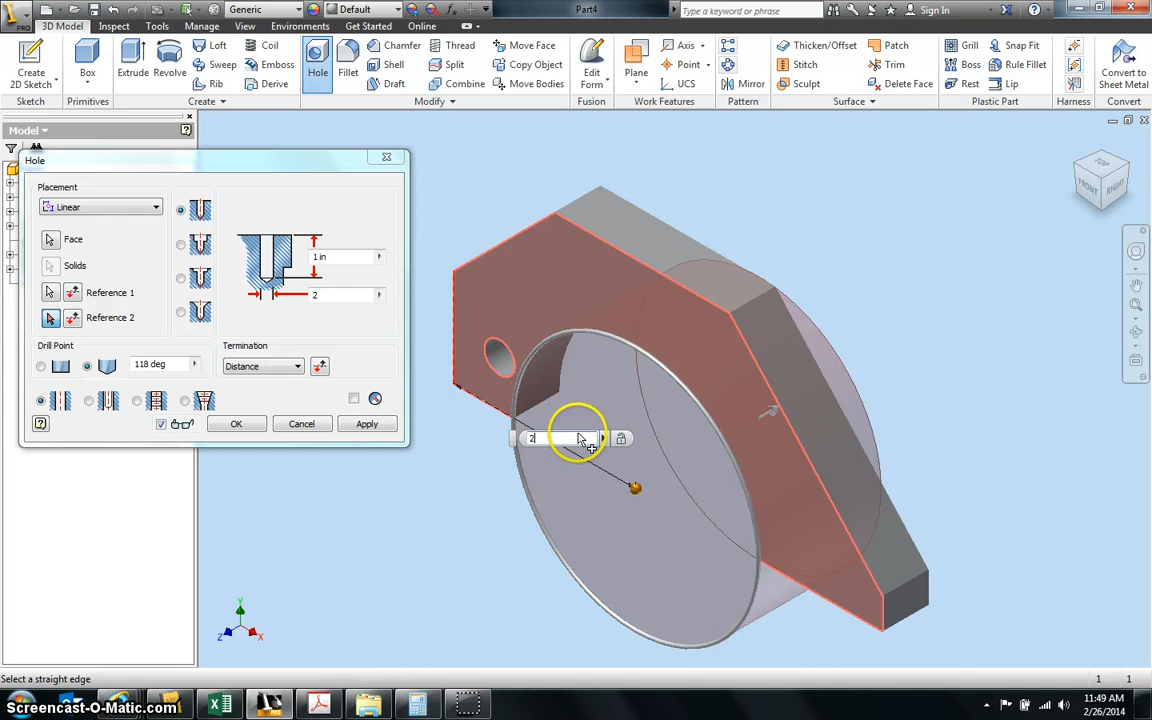 PRO
Generic
Default
Part4
Type a keyword or phrase
Sign In
3D Model
Inspect
Tools
Manage
View
Environments
Get Started
Online
Create
2D Sketch
Box
Extrude
Revolve
Loft
Sweep
Rib
Coil
Emboss
Derive
Hole
Fillet
Chamfer
Shell
Draft
Thread
Split
Combine
Move Face
Copy Object
Move Bodies
Edit
Form
Plane
Axis
Point
UCS
Mirror
Thicken/Offset
Stitch
Sculpt
Patch
Trim
Delete Face
Grill
Boss
Rest
Snap Fit
Rule Fillet
Lip
Convert to
Sheet Metal
Sketch
Primitives
Create
Modify
Fusion
Work Features
Pattern
Surface
Plastic Part
Harness
Convert
Model
Hole
Placement
Linear
Face
Solids
Reference 1
Reference 2
1 in
2
Drill Point
118 deg
Termination
Distance
OK
Cancel
Apply
2
TOP
FRONT
RIGHT
Y
Z
X
Select a straight edge
1
1
Screencast-O-Matic.com
11:49 AM
2/26/2014